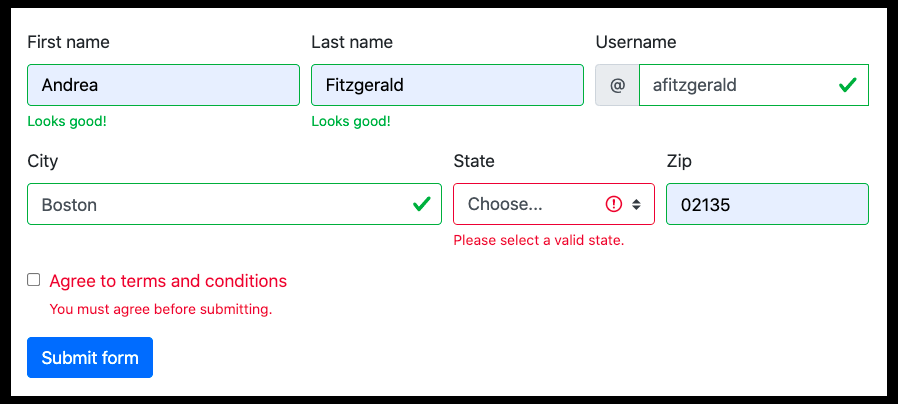 First name Last name Username
Andrea Fitzgerald @ afitzgerald
Looks good! Looks good!
City State Zip
Boston Choose... 02135
Please select a valid state.
Agree to terms and conditions
You must agree before submitting.
Submit form